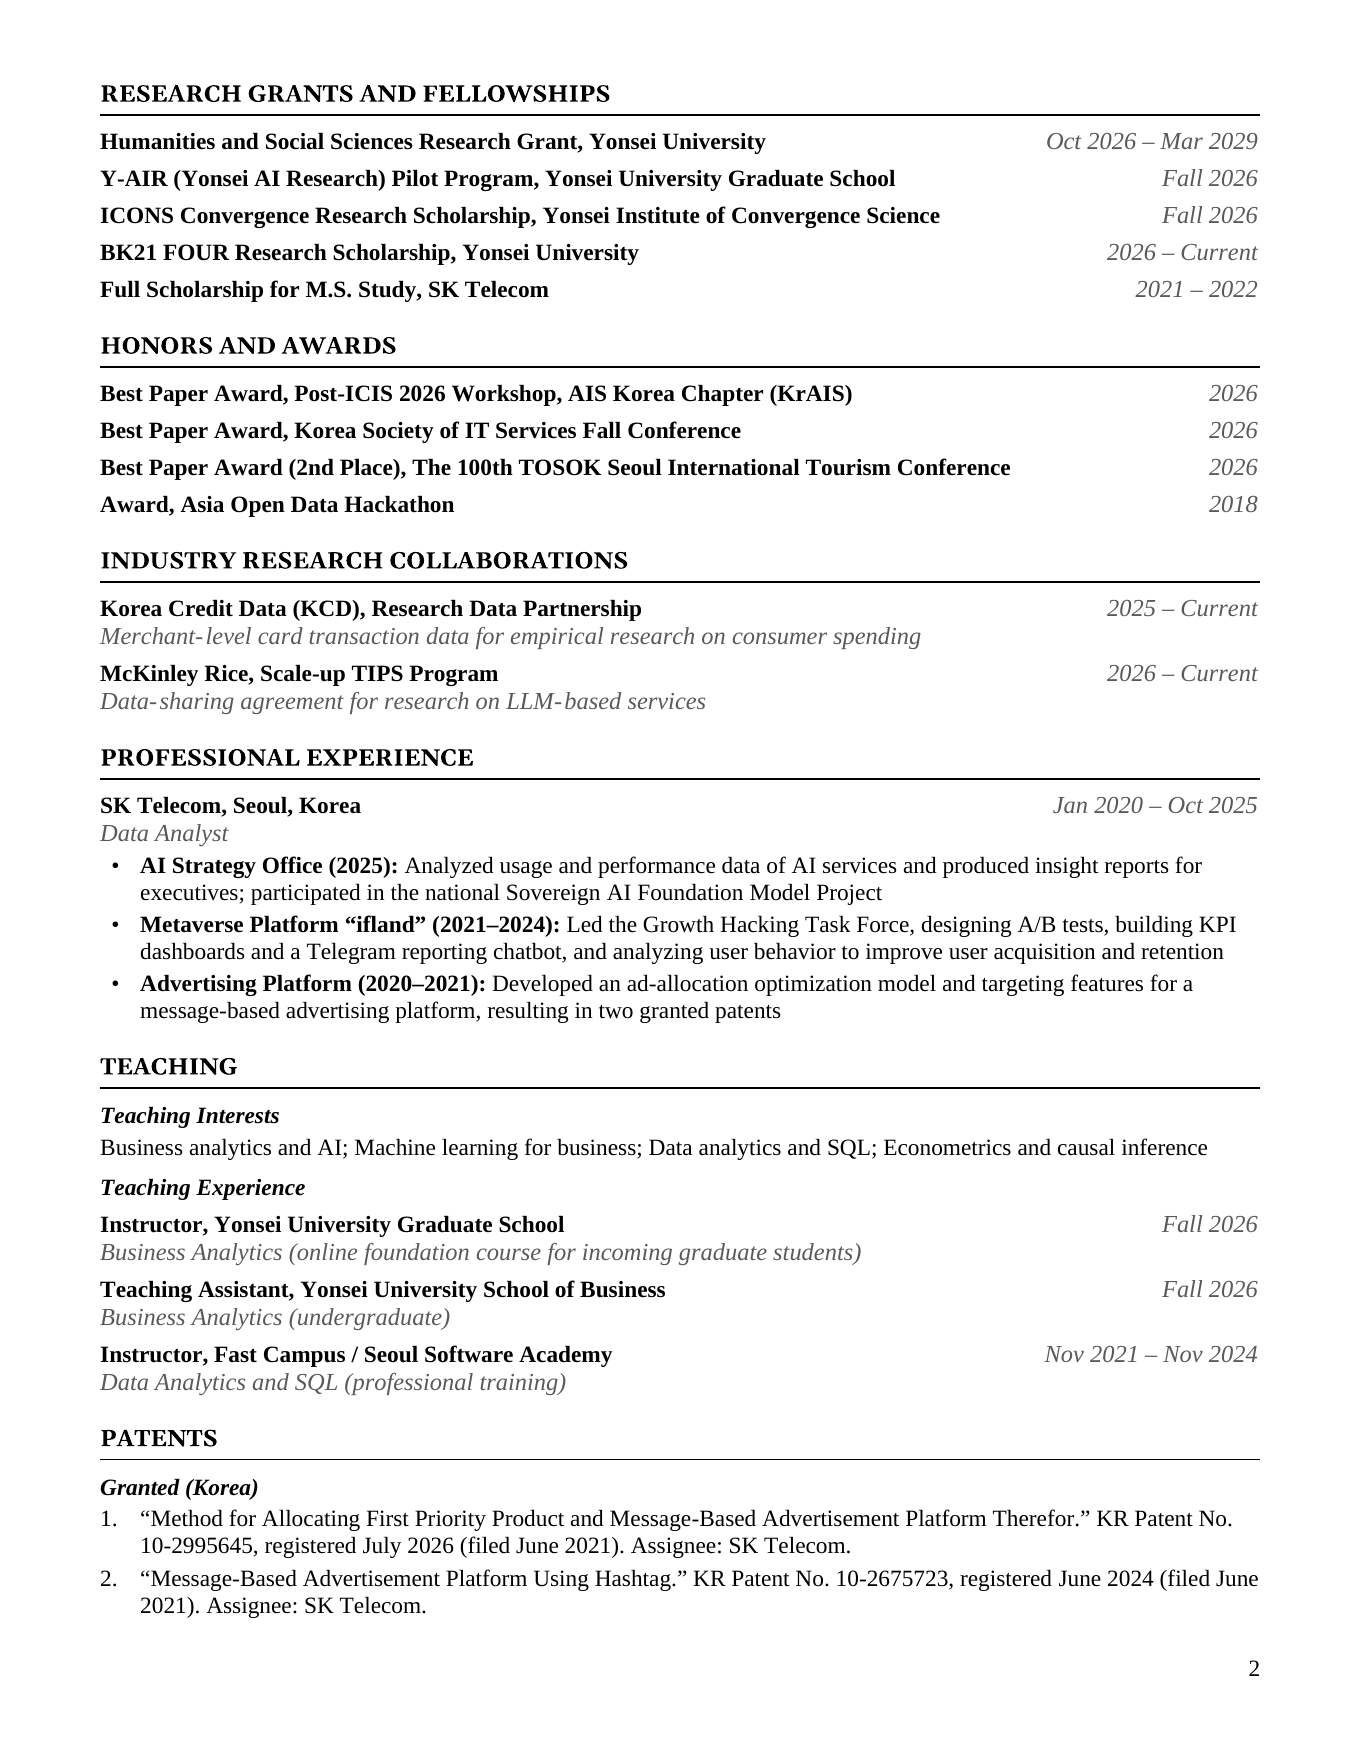 RESEARCH GRANTS AND FELLOWSHIPS
Humanities and Social Sciences Research Grant, Yonsei University Oct 2026 – Mar 2029
Y-AIR (Yonsei AI Research) Pilot Program, Yonsei University Graduate School Fall 2026
ICONS Convergence Research Scholarship, Yonsei Institute of Convergence Science Fall 2026
BK21 FOUR Research Scholarship, Yonsei University 2026 – Current
Full Scholarship for M.S. Study, SK Telecom 2021 – 2022
HONORS AND AWARDS
Best Paper Award, Post-ICIS 2026 Workshop, AIS Korea Chapter (KrAIS) 2026
Best Paper Award, Korea Society of IT Services Fall Conference 2026
Best Paper Award (2nd Place), The 100th TOSOK Seoul International Tourism Conference 2026
Award, Asia Open Data Hackathon 2018
INDUSTRY RESEARCH COLLABORATIONS
Korea Credit Data (KCD), Research Data Partnership 2025 – Current
Merchant-level card transaction data for empirical research on consumer spending
McKinley Rice, Scale-up TIPS Program 2026 – Current
Data-sharing agreement for research on LLM-based services
PROFESSIONAL EXPERIENCE
SK Telecom, Seoul, Korea Jan 2020 – Oct 2025
Data Analyst
• AI Strategy Office (2025): Analyzed usage and performance data of AI services and produced insight reports for
executives; participated in the national Sovereign AI Foundation Model Project
• Metaverse Platform “ifland” (2021–2024): Led the Growth Hacking Task Force, designing A/B tests, building KPI
dashboards and a Telegram reporting chatbot, and analyzing user behavior to improve user acquisition and retention
• Advertising Platform (2020–2021): Developed an ad-allocation optimization model and targeting features for a
message-based advertising platform, resulting in two granted patents
TEACHING
Teaching Interests
Business analytics and AI; Machine learning for business; Data analytics and SQL; Econometrics and causal inference
Teaching Experience
Instructor, Yonsei University Graduate School Fall 2026
Business Analytics (online foundation course for incoming graduate students)
Teaching Assistant, Yonsei University School of Business Fall 2026
Business Analytics (undergraduate)
Instructor, Fast Campus / Seoul Software Academy Nov 2021 – Nov 2024
Data Analytics and SQL (professional training)
PATENTS
Granted (Korea)
1. “Method for Allocating First Priority Product and Message-Based Advertisement Platform Therefor.” KR Patent No.
10-2995645, registered July 2026 (filed June 2021). Assignee: SK Telecom.
2. “Message-Based Advertisement Platform Using Hashtag.” KR Patent No. 10-2675723, registered June 2024 (filed June
2021). Assignee: SK Telecom.
2